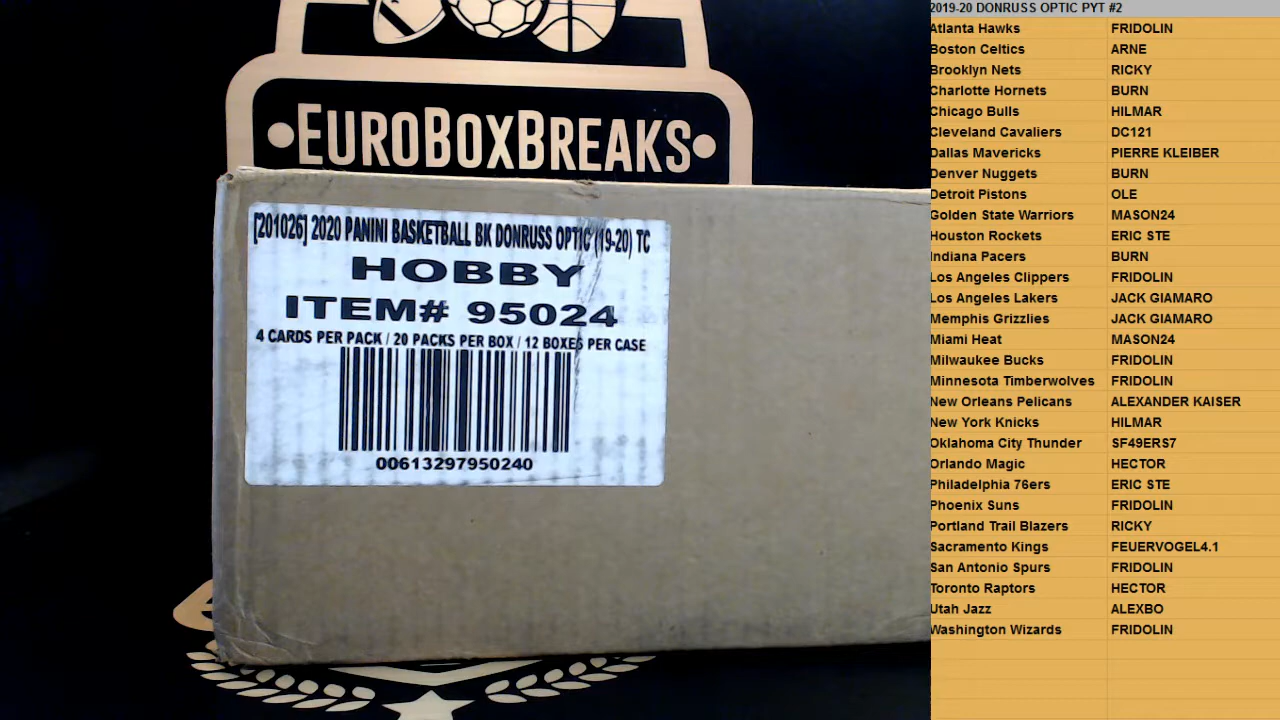 •EUROBOXBREAKS•
[201026] 2020 PANINI BASKETBALL BK DONRUSS OPTIC (19-20) TC
HOBBY
ITEM# 95024
4 CARDS PER PACK / 20 PACKS PER BOX / 12 BOXES PER CASE
00613297950240
2019-20 DONRUSS OPTIC PYT #2
Atlanta Hawks FRIDOLIN
Boston Celtics ARNE
Brooklyn Nets RICKY
Charlotte Hornets BURN
Chicago Bulls HILMAR
Cleveland Cavaliers DC121
Dallas Mavericks PIERRE KLEIBER
Denver Nuggets BURN
Detroit Pistons OLE
Golden State Warriors MASON24
Houston Rockets ERIC STE
Indiana Pacers BURN
Los Angeles Clippers FRIDOLIN
Los Angeles Lakers JACK GIAMARO
Memphis Grizzlies JACK GIAMARO
Miami Heat MASON24
Milwaukee Bucks FRIDOLIN
Minnesota Timberwolves FRIDOLIN
New Orleans Pelicans ALEXANDER KAISER
New York Knicks HILMAR
Oklahoma City Thunder SF49ERS7
Orlando Magic HECTOR
Philadelphia 76ers ERIC STE
Phoenix Suns FRIDOLIN
Portland Trail Blazers RICKY
Sacramento Kings FEUERVOGEL4.1
San Antonio Spurs FRIDOLIN
Toronto Raptors HECTOR
Utah Jazz ALEXBO
Washington Wizards FRIDOLIN